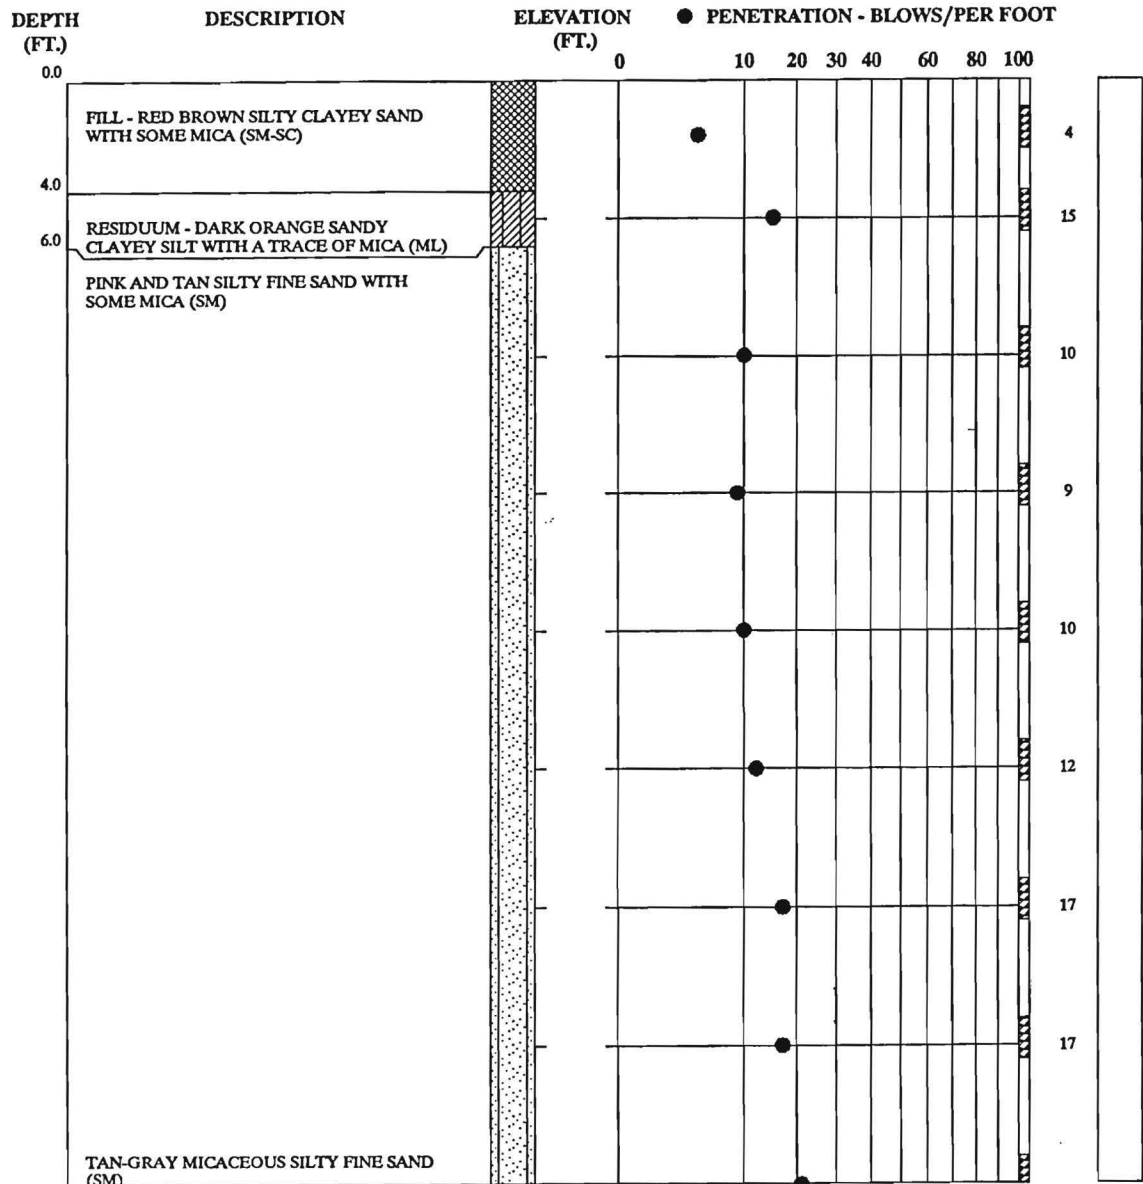 DEPTH DESCRIPTION ELEVATION ● PENETRATION - BLOWS/PER FOOT
(FT.) (FT.)
0.0 0 10 20 30 40 60 80 100
FILL - RED BROWN SILTY CLAYEY SAND
WITH SOME MICA (SM-SC)
4
4.0
15
RESIDUUM - DARK ORANGE SANDY
6.0 CLAYEY SILT WITH A TRACE OF MICA (ML)
PINK AND TAN SILTY FINE SAND WITH
SOME MICA (SM)
10
9
10
12
17
17
TAN-GRAY MICACEOUS SILTY FINE SAND
(SM)